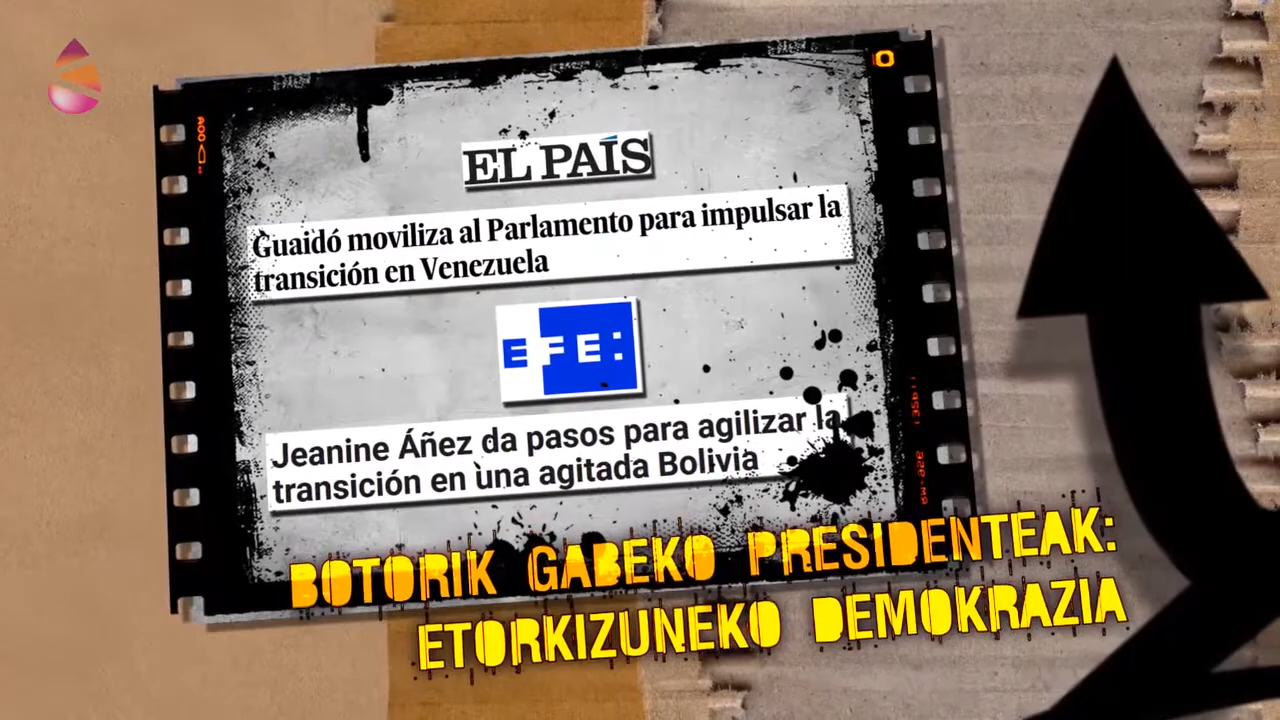 EL PAÍS
Guaidó moviliza al Parlamento para impulsar la
transición en Venezuela
EFE:
Jeanine Áñez da pasos para agilizar la
transición en una agitada Bolivia
BOTORIK GABEKO PRESIDENTEAK:
ETORKIZUNEKO DEMOKRAZIA